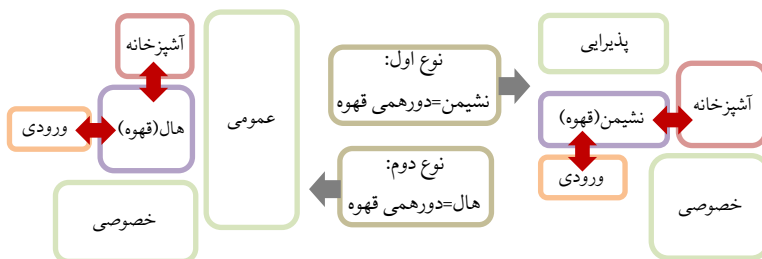 پذیرایی
آشپزخانه
نشیمن(قهوه)
ورودی
خصوصی
نوع اول:
نشیمن=دورهمی قهوه
نوع دوم:
هال=دورهمی قهوه
عمومی
آشپزخانه
هال(قهوه)
ورودی
خصوصی